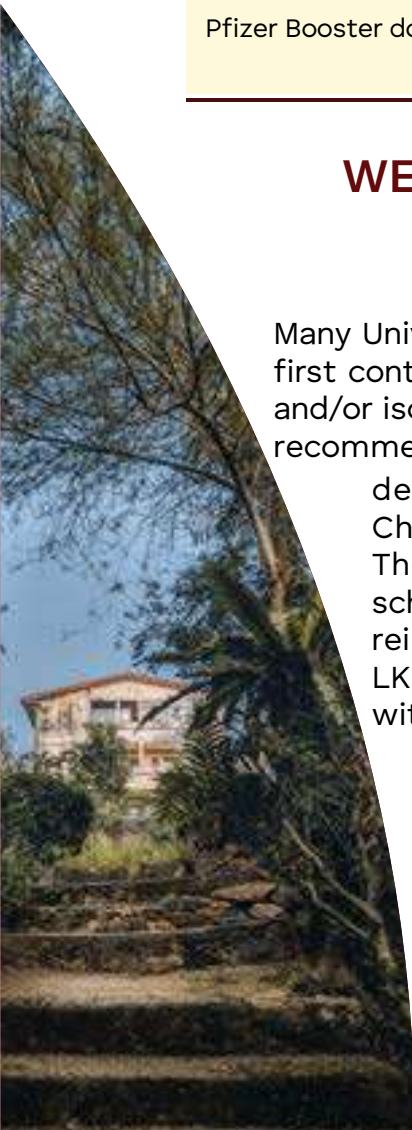 Pfizer Booster do
WE
Many Univ
first cont
and/or iso
recomme
de
Ch
Th
sch
rei
LK
wit